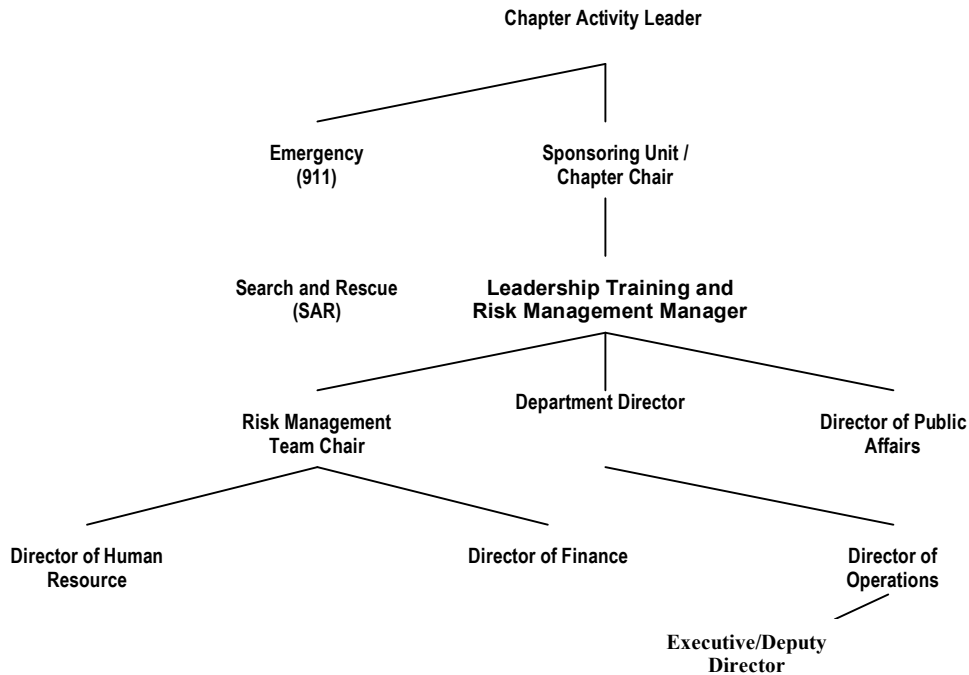 Chapter Activity Leader
Emergency
(911)
Sponsoring Unit /
Chapter Chair
Search and Rescue
(SAR)
Leadership Training and
Risk Management Manager
Risk Management
Team Chair
Department Director
Director of Public
Affairs
Director of Human
Resource
Director of Finance
Director of
Operations
Executive/Deputy
Director